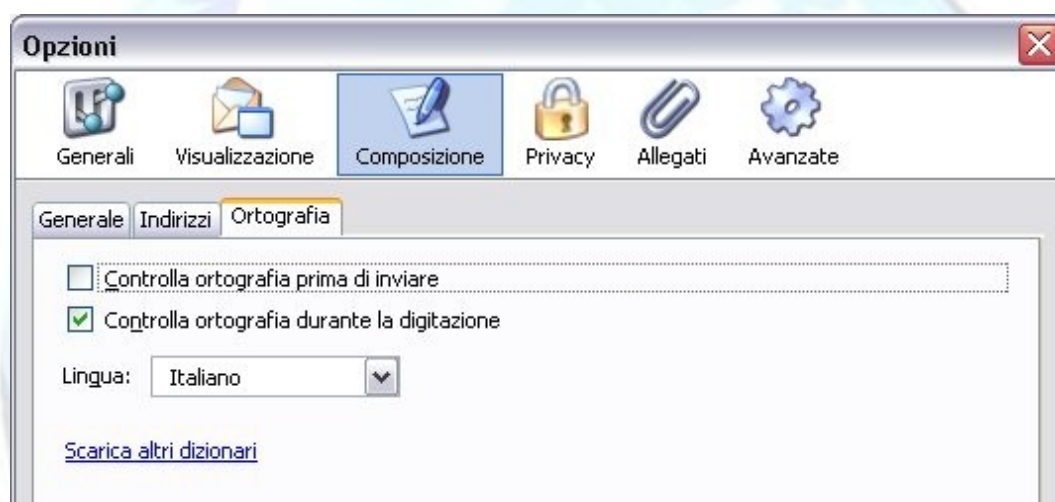 Opzioni
Generali Visualizzazione Composizione Privacy Allegati Avanzate
Generale Indirizzi Ortografia
Controlla ortografia prima di inviare
Controlla ortografia durante la digitazione
Lingua: Italiano
Scarica altri dizionari